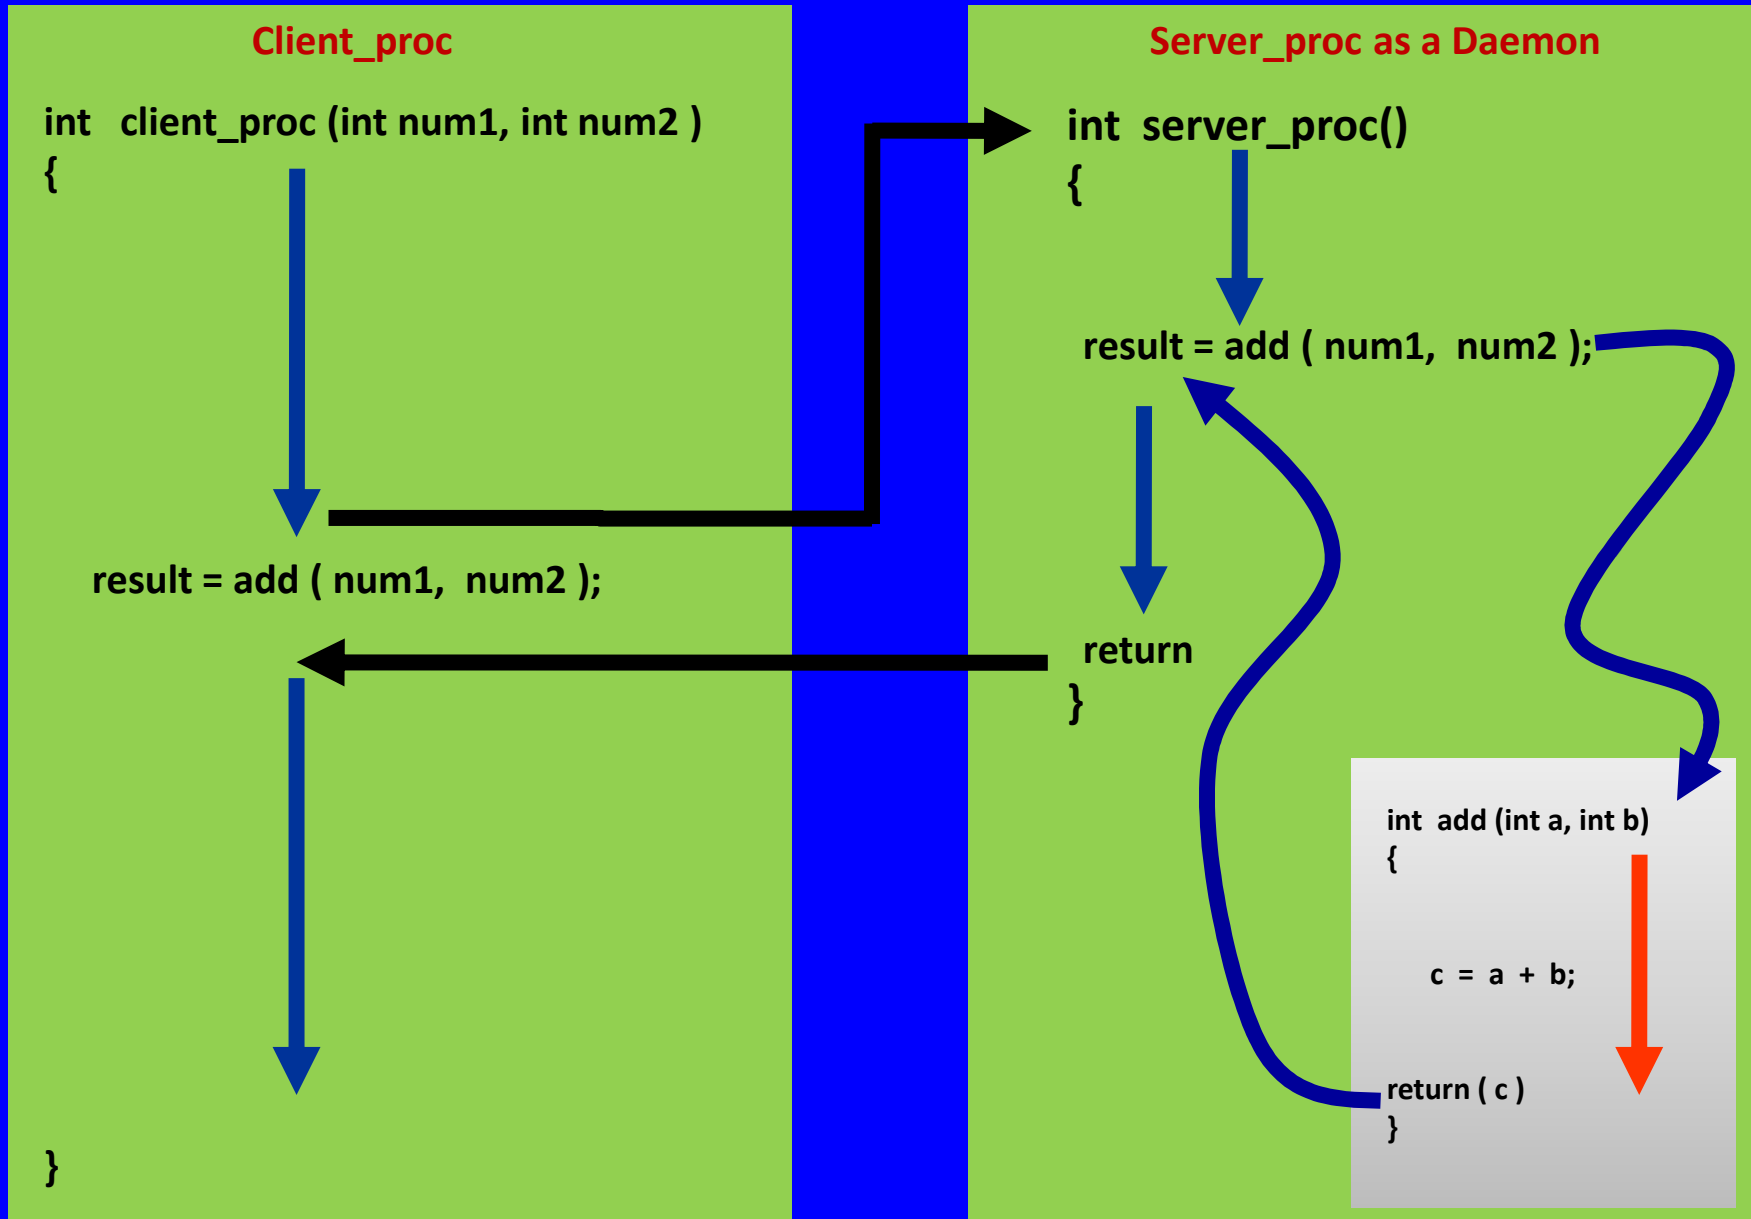 Client_proc
int client_proc (int num1, int num2 )
{
result = add ( num1, num2 );
}
Server_proc as a Daemon
int server_proc()
{
result = add ( num1, num2 );
return
}
int add (int a, int b)
{
c = a + b;
return ( c )
}